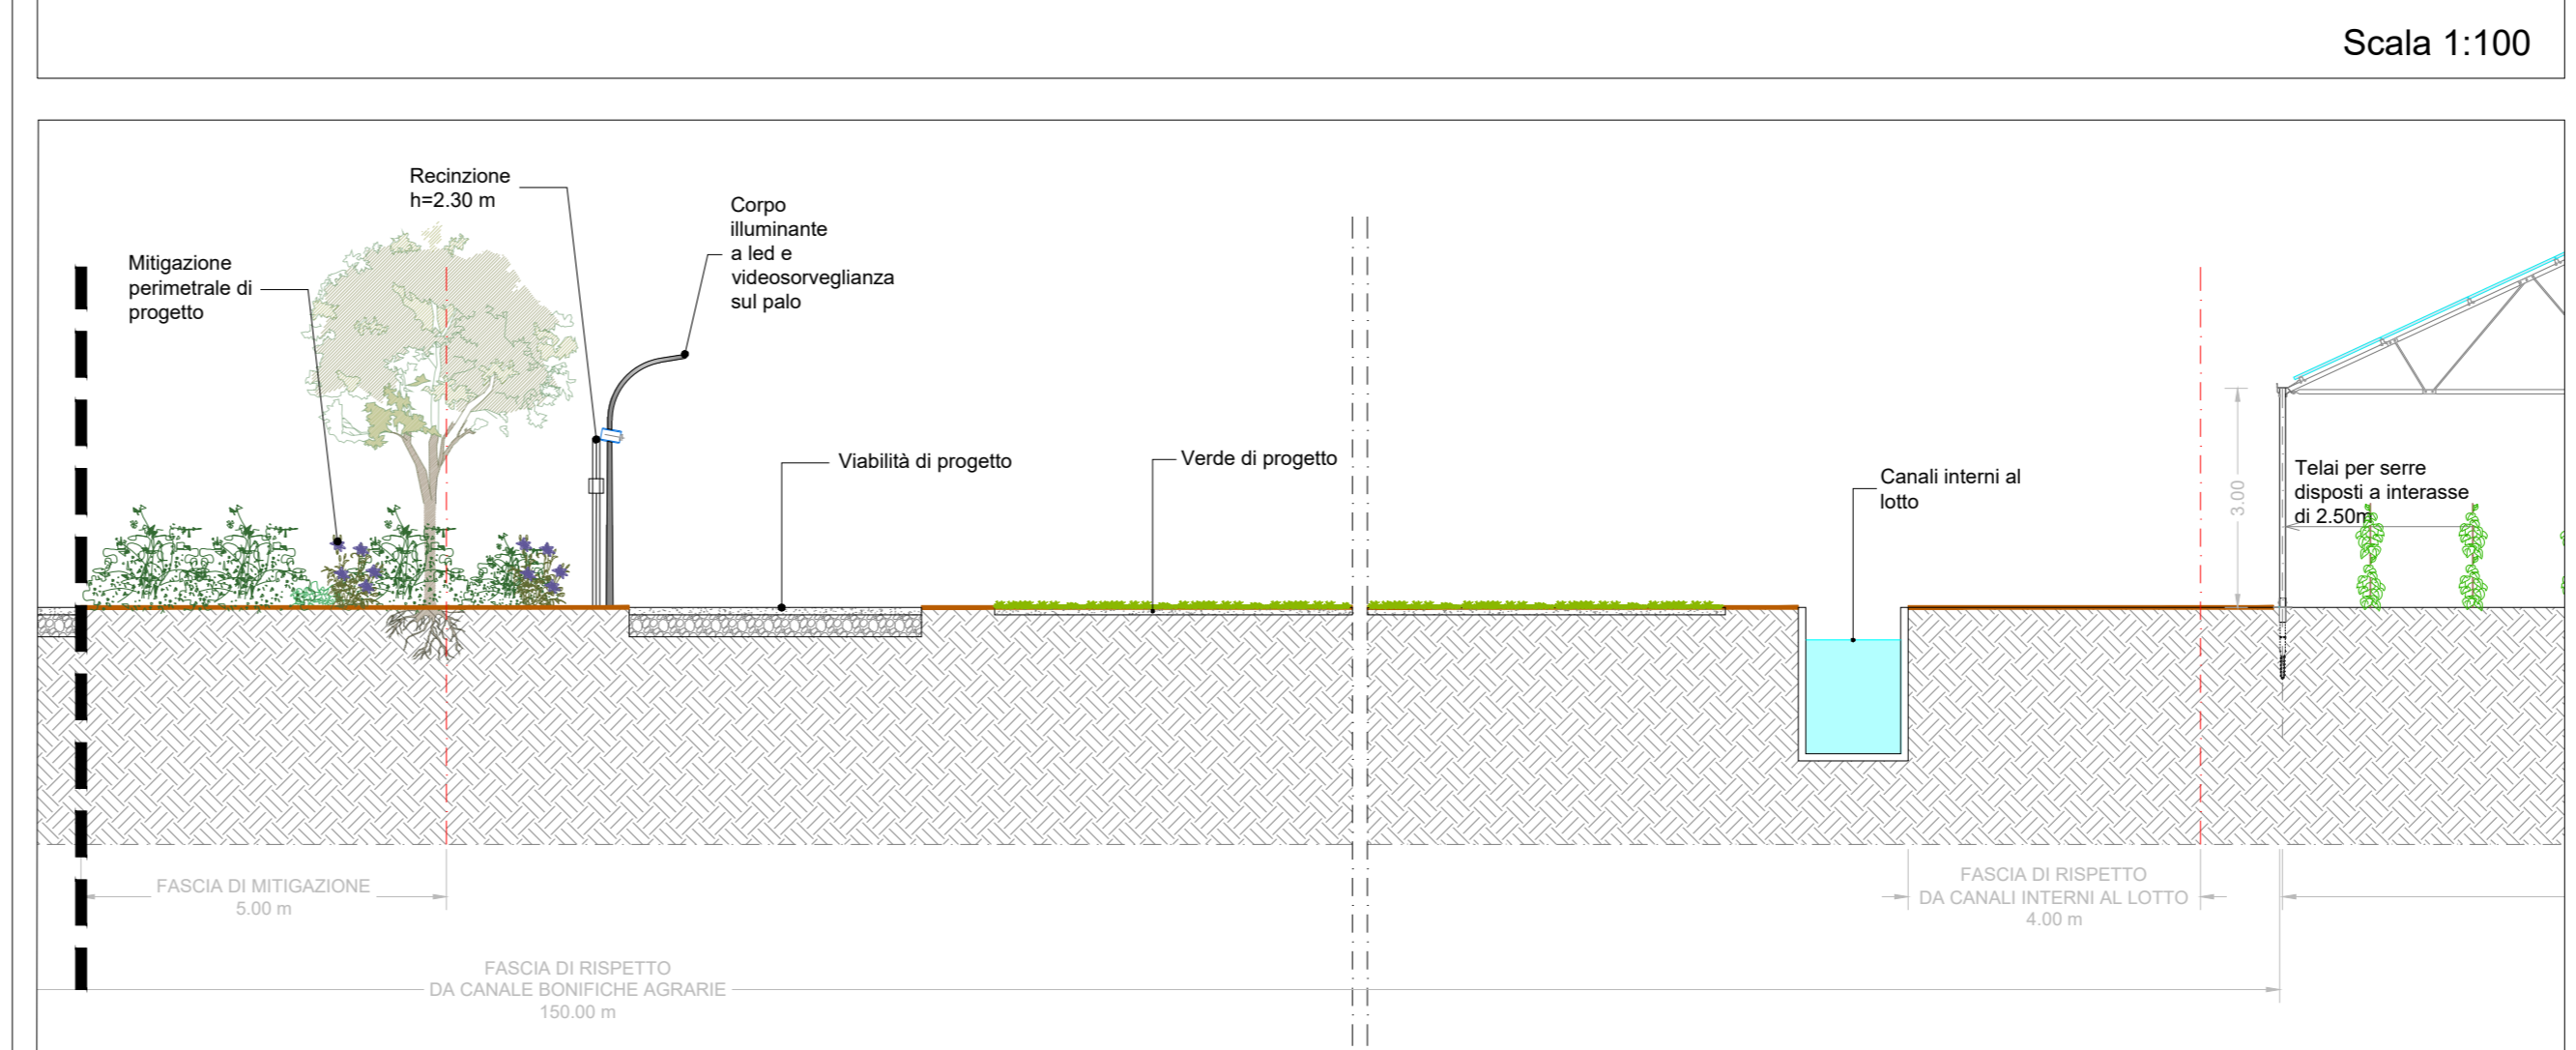 Scala 1:100
Recinzione
h=2.30 m
Corpo
illuminante
a led e
videosorveglianza
sul palo
Mitigazione
perimetrale di
progetto
Viabilità di progetto
Verde di progetto
Canali interni al
lotto
3.00
Telai per serre
disposti a interasse
di 2.50m
FASCIA DI MITIGAZIONE
5.00 m
FASCIA DI RISPETTO
DA CANALI INTERNI AL LOTTO
4.00 m
FASCIA DI RISPETTO
DA CANALE BONIFICHE AGRARIE
150.00 m